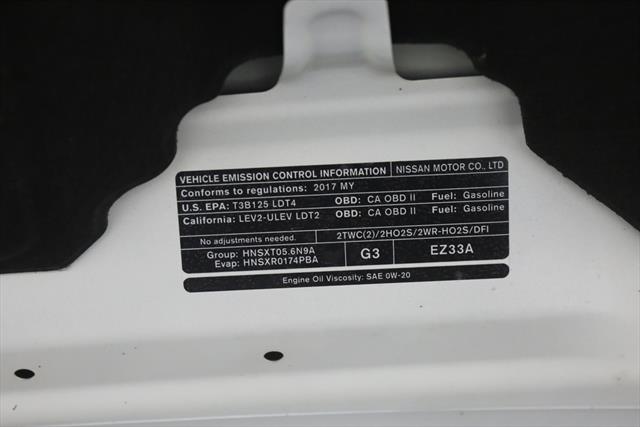 VEHICLE EMISSION CONTROL INFORMATION NISSAN MOTOR CO., LTD
Conforms to regulations: 2017 MY
U.S. EPA: T3B125 LDT4 OBD: CA OBD II Fuel: Gasoline
California: LEV2-ULEV LDT2 OBD: CA OBD II Fuel: Gasoline
No adjustments needed. 2TWC(2)/2HO2S/2WR-HO2S/DFI
Group: HNSXT05.6N9A
Evap: HNSXR0174PBA G3 EZ33A
Engine Oil Viscosity: SAE 0W-20